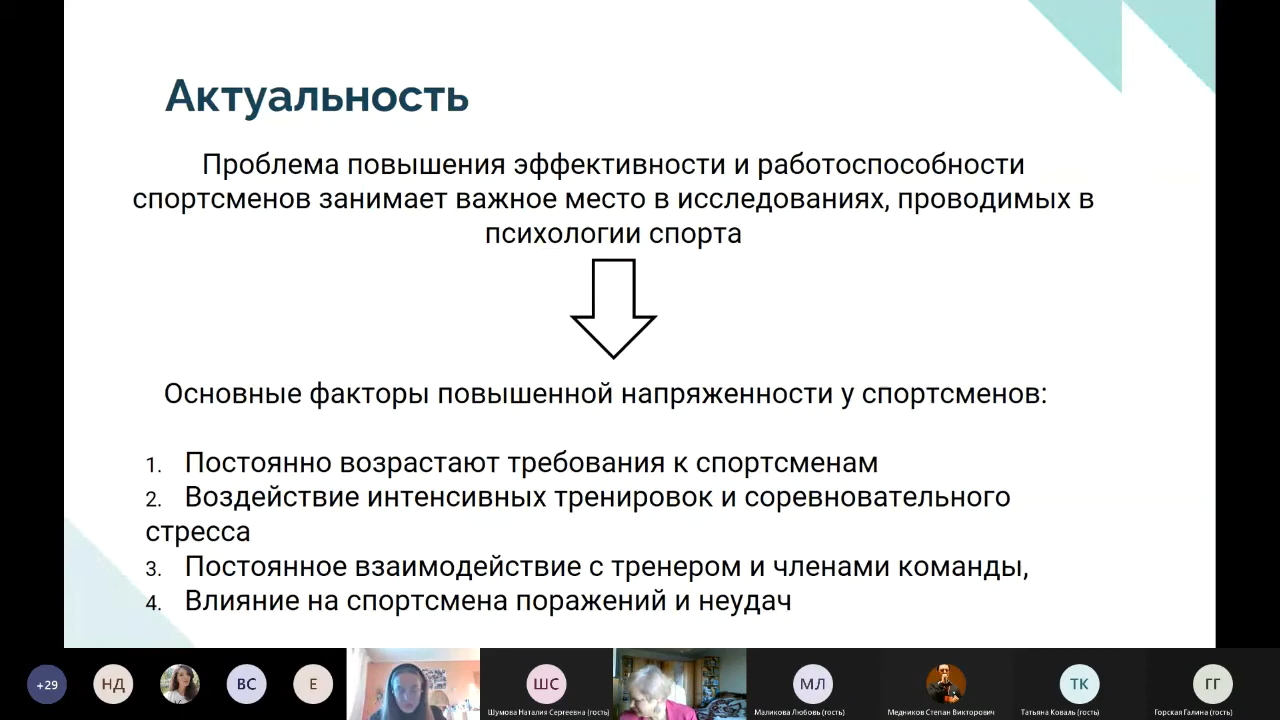 Актуальность
Проблема повышения эффективности и работоспособности
спортсменов занимает важное место в исследованиях, проводимых в
психологии спорта
Основные факторы повышенной напряженности у спортсменов:
1. Постоянно возрастают требования к спортсменам
2. Воздействие интенсивных тренировок и соревновательного
стресса
3. Постоянное взаимодействие с тренером и членами команды,
4. Влияние на спортсмена поражений и неудач
+29
НД
ВС
Е
ШС
МЛ
ТК
ГГ
Шумова Наталия Сергеевна (гость)
Маликова Любовь (гость)
Медников Степан Викторович
Татьяна Коваль (гость)
Горская Галина (гость)